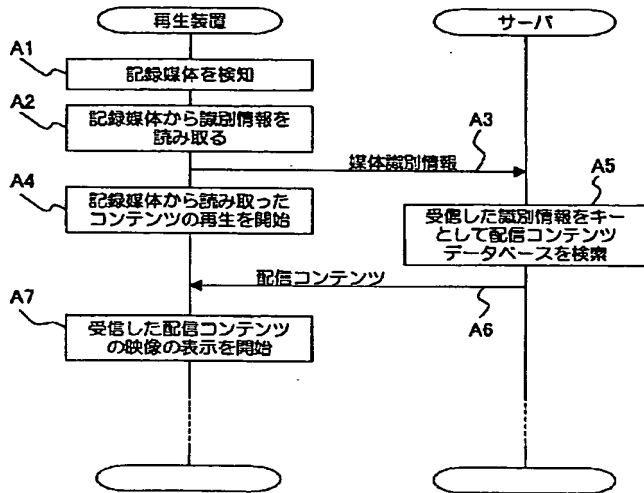 再生装置
サーバ
A1
記録媒体を検知
A2
記録媒体から識別情報を
読み取る
A3
媒体識別情報
A4
記録媒体から読み取った
コンテンツの再生を開始
A5
受信した識別情報をキー
として配信コンテンツ
データベースを検索
配信コンテンツ
A6
A7
受信した配信コンテンツ
の映像の表示を開始